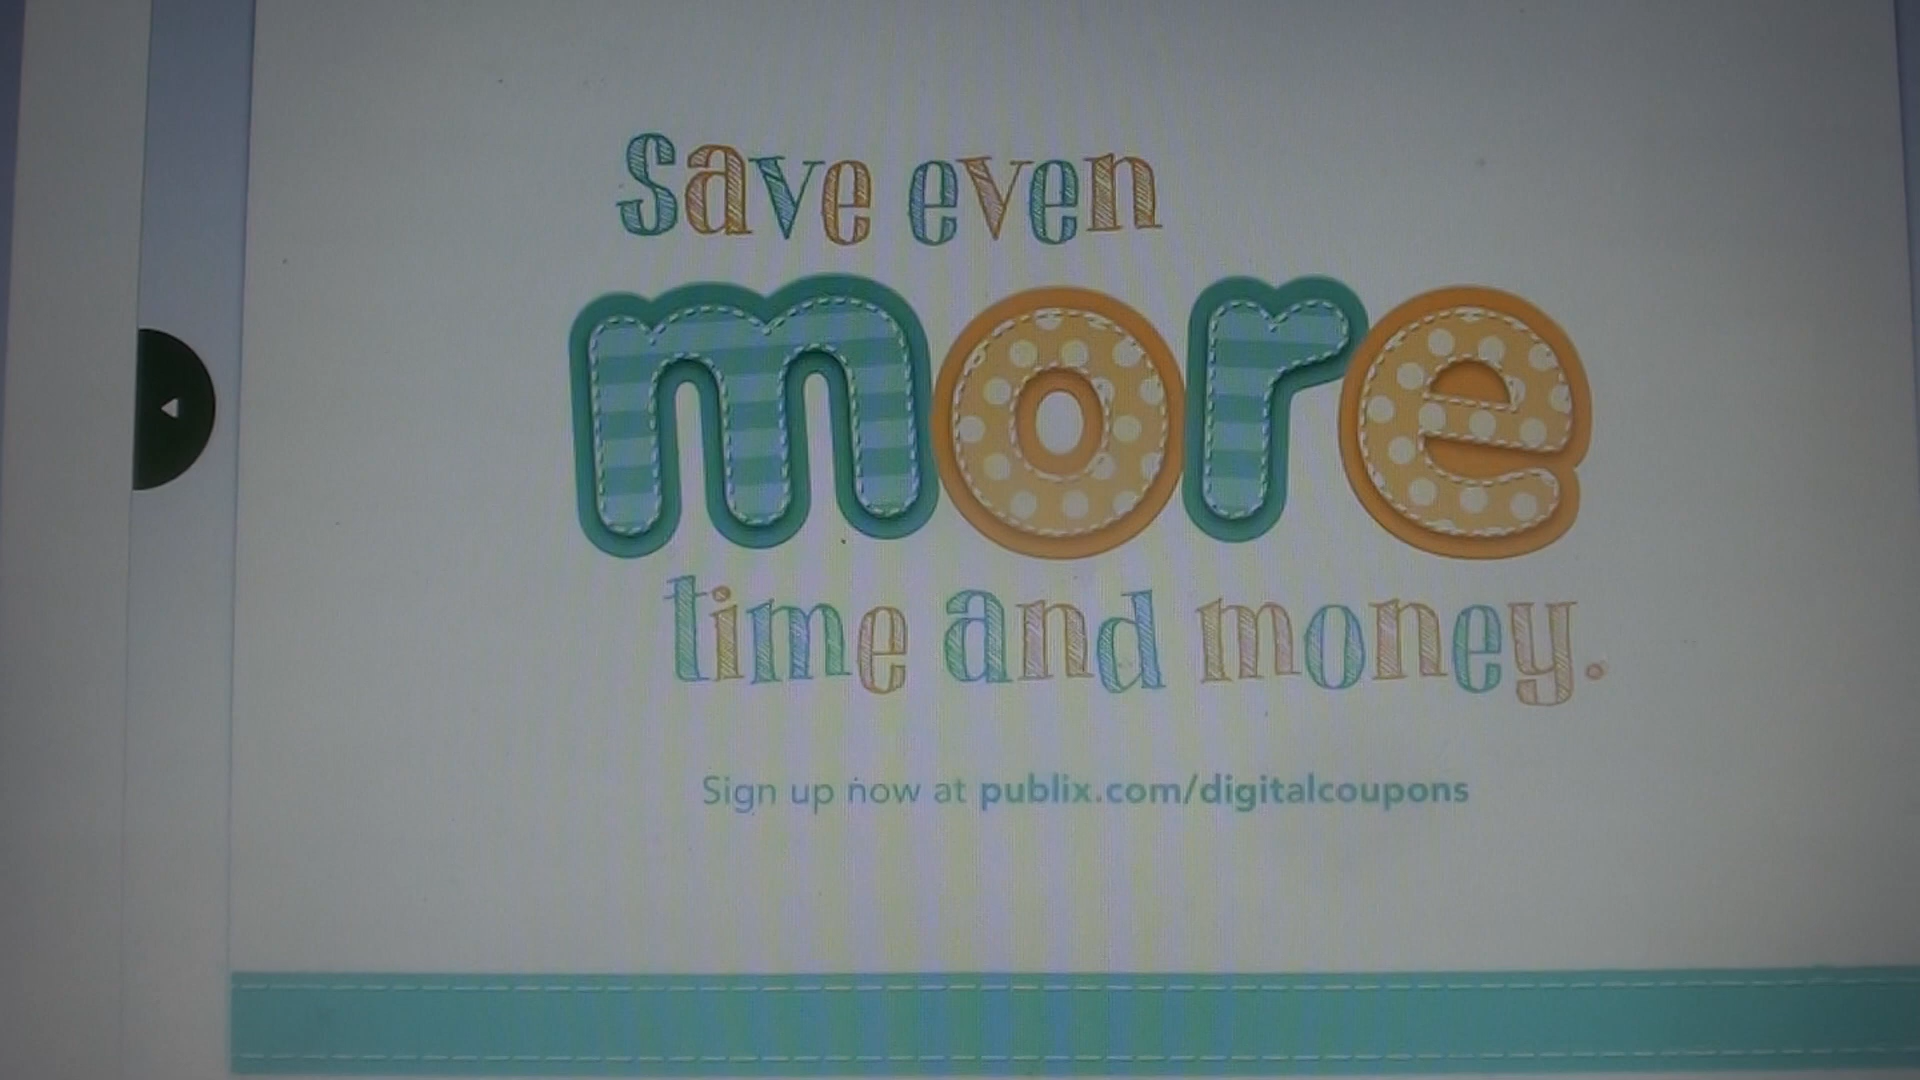 save even
more
time and money.
Sign up now at publix.com/digitalcoupons